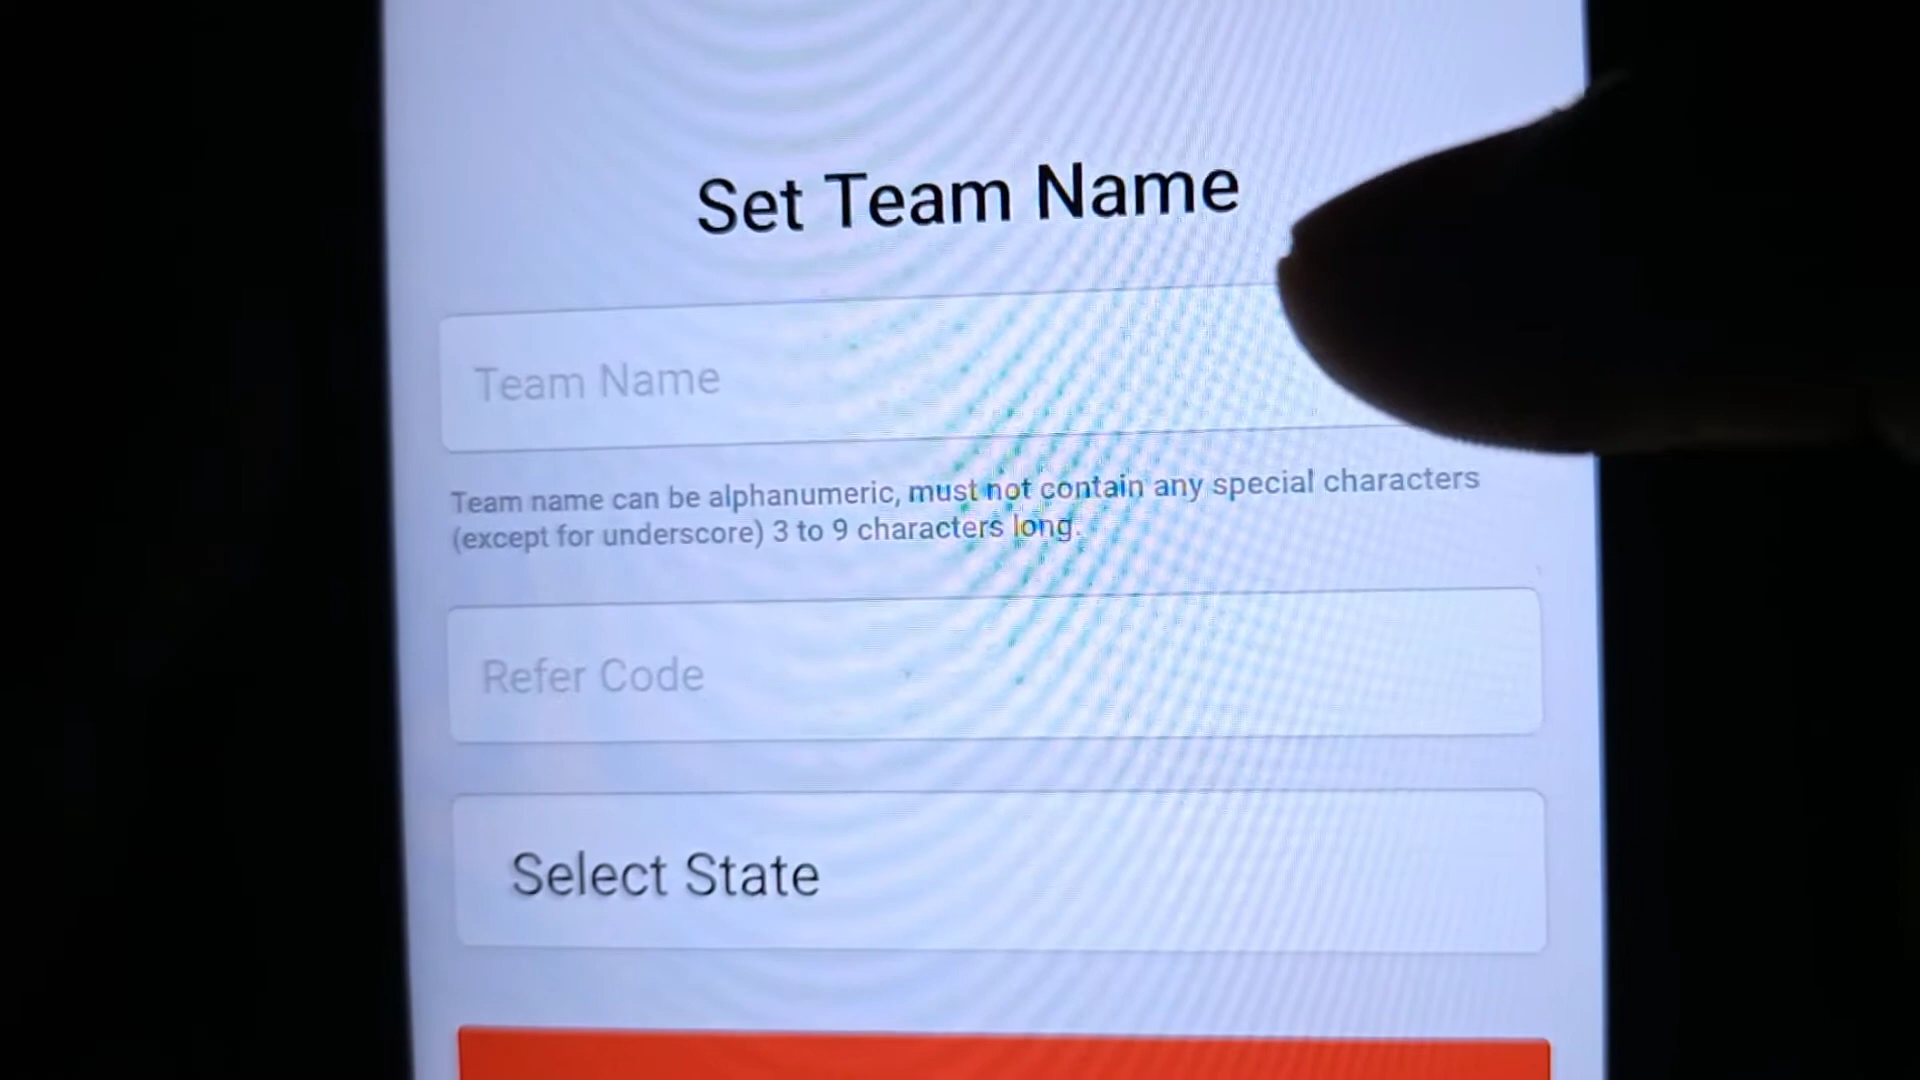 Set Team Name
Team Name
Team name can be alphanumeric, must not contain any special characters
(except for underscore) 3 to 9 characters long.
Refer Code
Select State